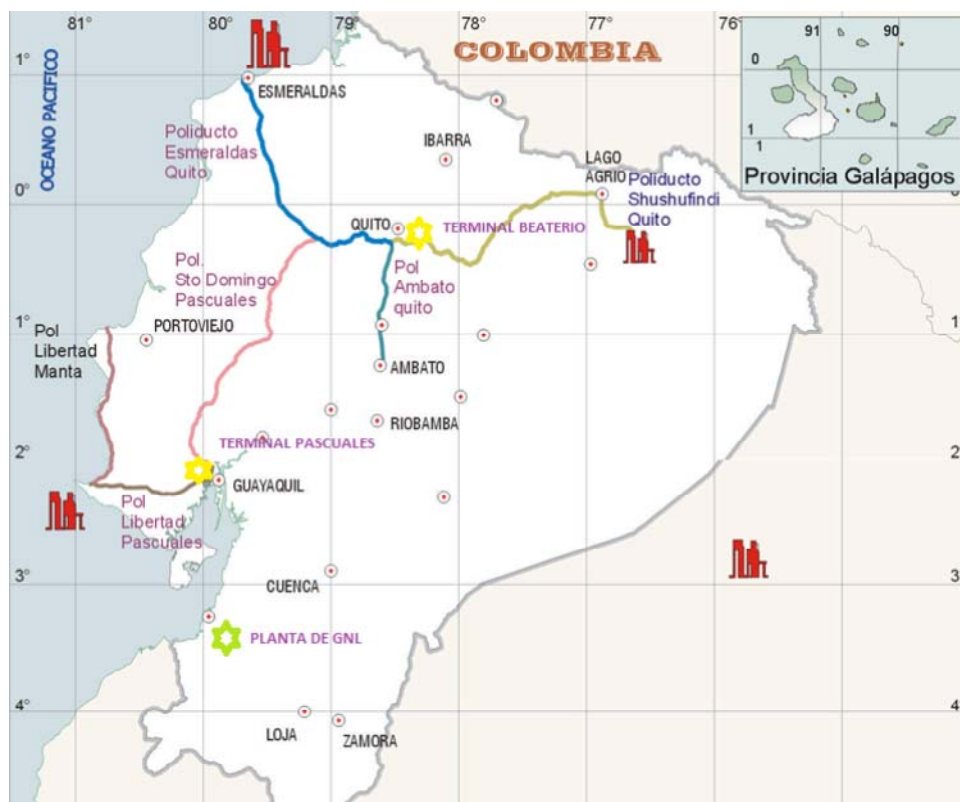 81
80°
79
78°
77°
76
91
90
COLOMBIA
0
1
1°
OCEANO PACIFICO
ESMERALDAS
Poliducto
Esmeraldas
Quito
IBARRA
LAGO
AGRIO
Provincia Galápagos
Poliducto
Shushufindi
Quito
0°
QUITO
TERMINAL BEATERIO
Pol.
Sto Domingo
Pascuales
Pol
Ambato
quito
PORTOVIEJO
1°
1
Pol
Libertad
Manta
AMBATO
RIOBAMBA
TERMINAL PASCUALES
2°
2
GUAYAQUIL
Pol
Libertad
Pascuales
CUENCA
3°
3
PLANTA DE GNL
4°
4
LOJA
ZAMORA